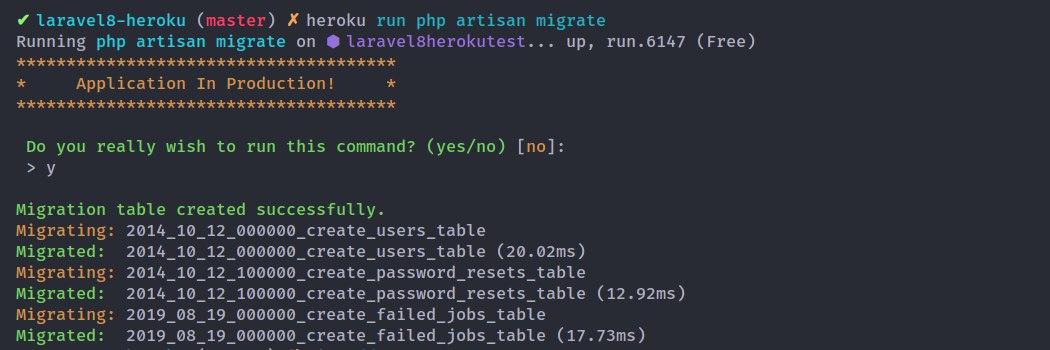 ✔ laravel8-heroku (master) ✗ heroku run php artisan migrate
Running php artisan migrate on ⬢ laravel8herokutest... up, run.6147 (Free)
**************************************
*     Application In Production!     *
**************************************
Do you really wish to run this command? (yes/no) [no]:
> y
Migration table created successfully.
Migrating: 2014_10_12_000000_create_users_table
Migrated:  2014_10_12_000000_create_users_table (20.02ms)
Migrating: 2014_10_12_100000_create_password_resets_table
Migrated:  2014_10_12_100000_create_password_resets_table (12.92ms)
Migrating: 2019_08_19_000000_create_failed_jobs_table
Migrated:  2019_08_19_000000_create_failed_jobs_table (17.73ms)